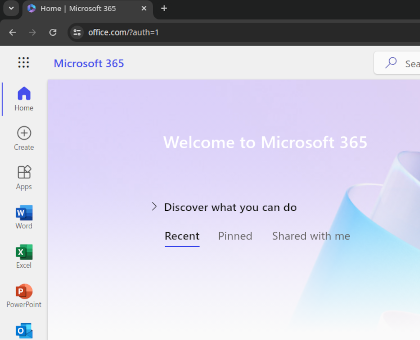 Home | Microsoft 365
office.com/?auth=1
Microsoft 365
Sea
Home
Create
Apps
Word
Excel
PowerPoint
Welcome to Microsoft 365
Discover what you can do
Recent Pinned Shared with me